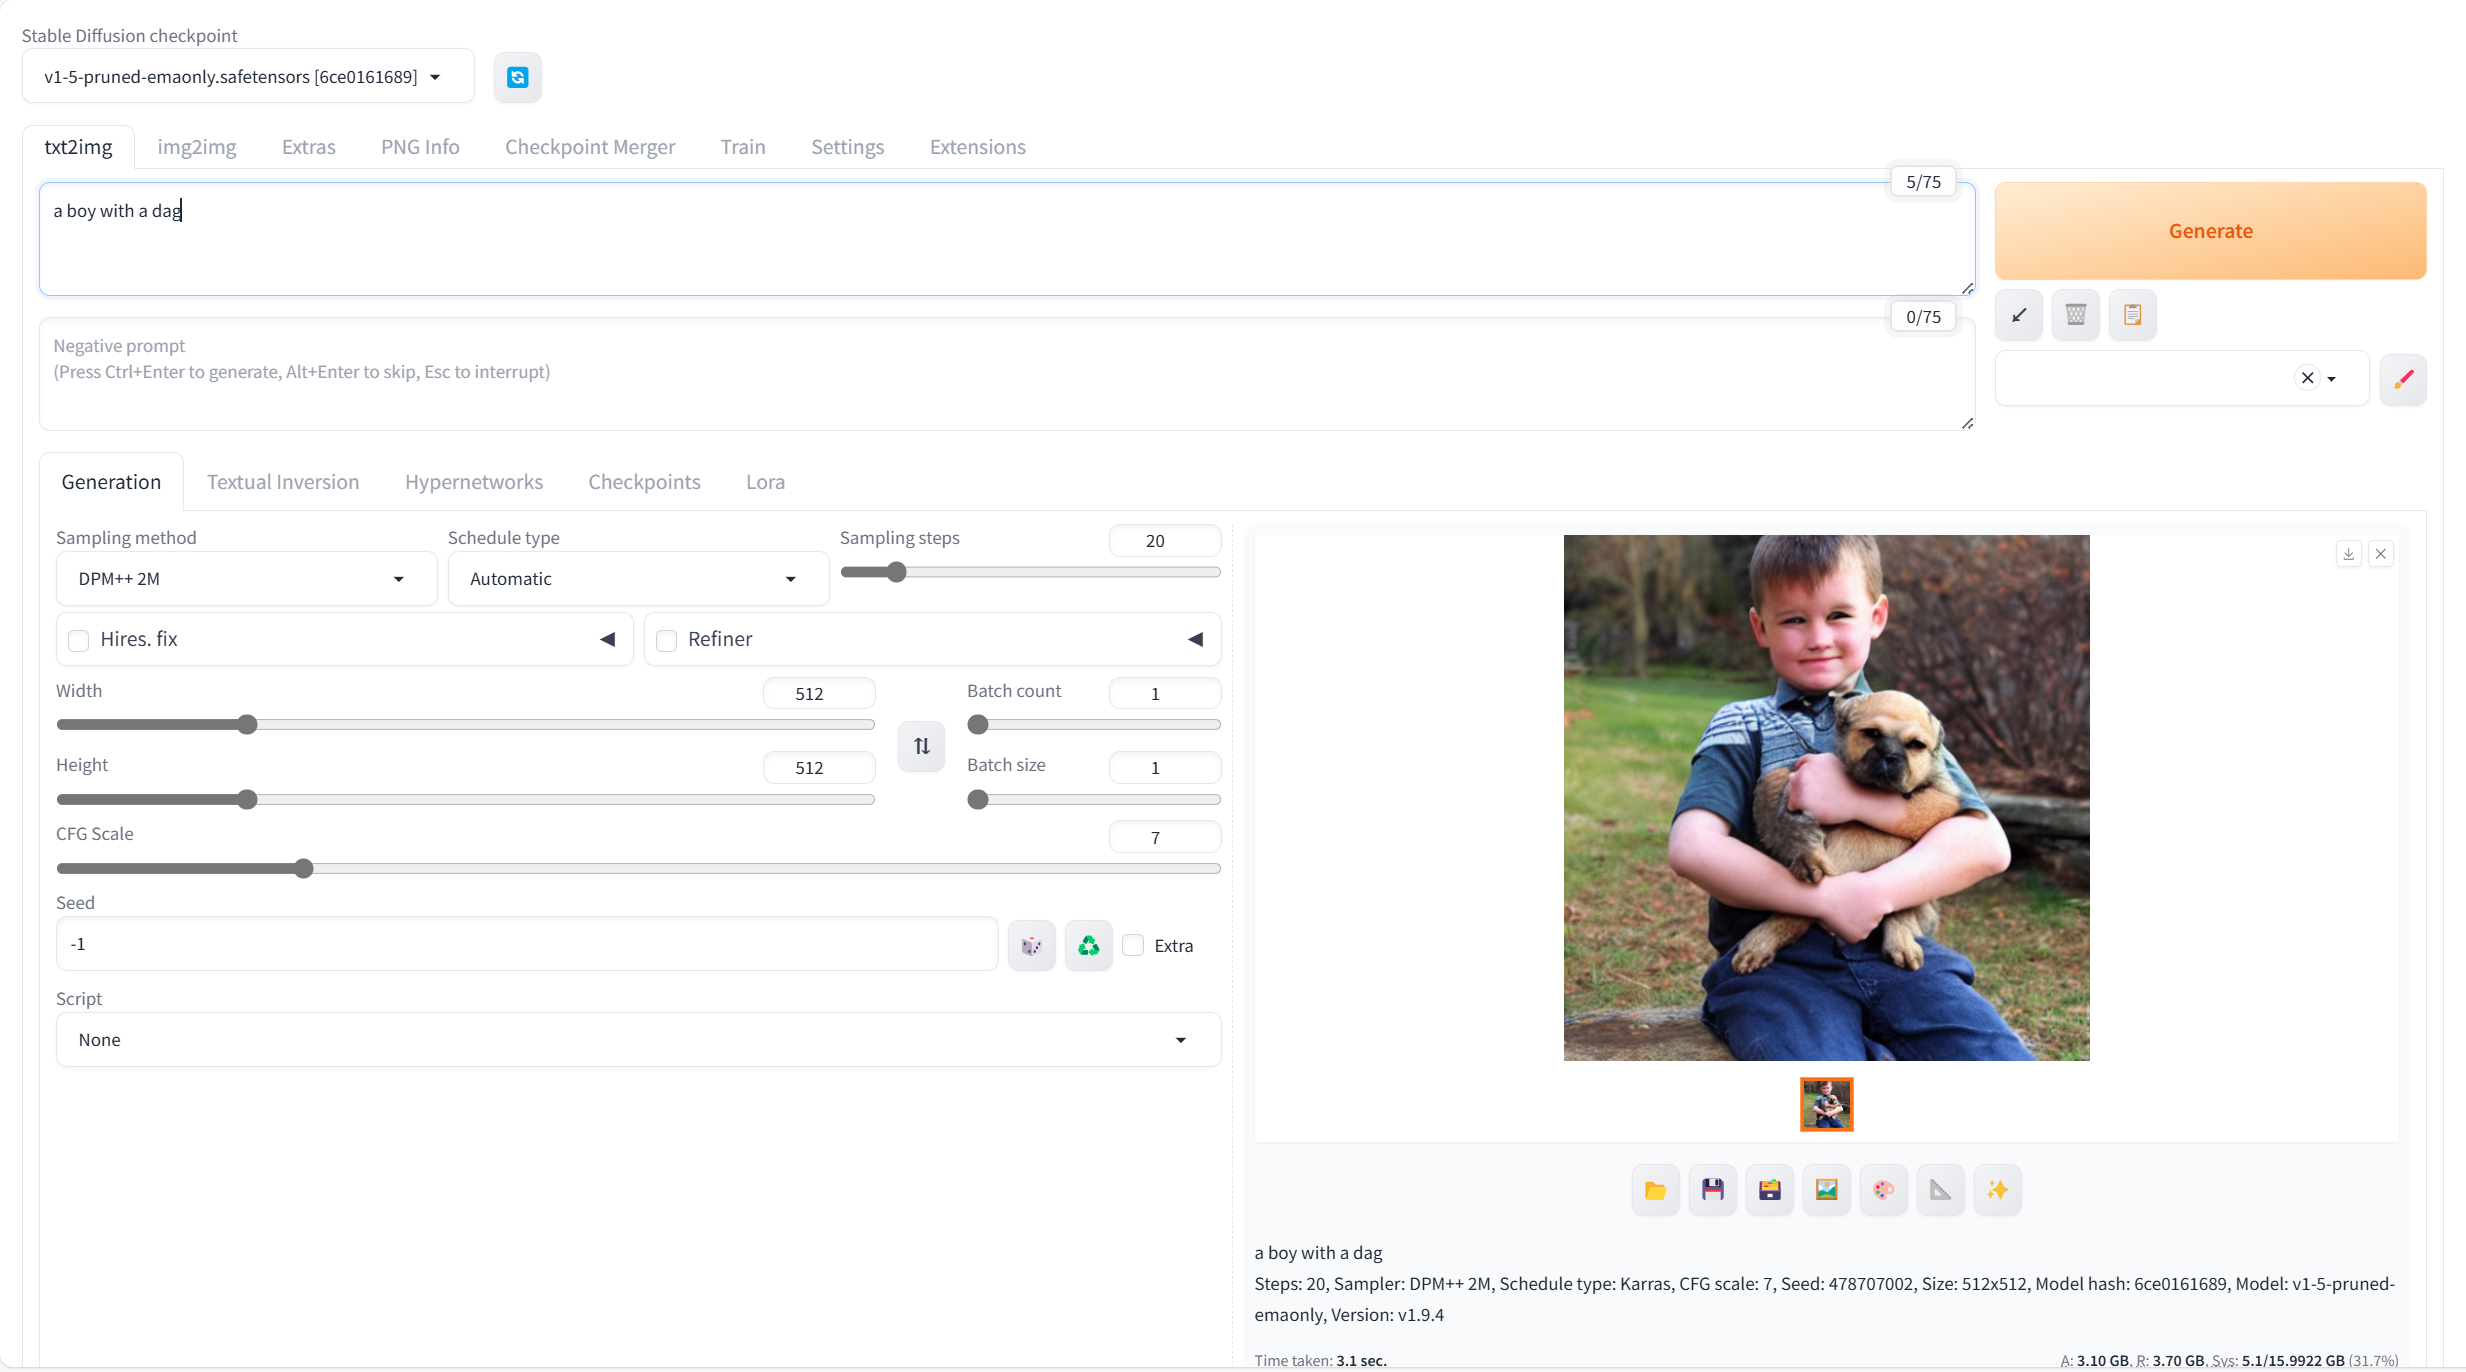 Stable Diffusion checkpoint
v1-5-pruned-emaonly.safetensors [6ce0161689]
txt2img img2img Extras PNG Info Checkpoint Merger Train Settings Extensions
5/75
a boy with a dag
Generate
0/75
Negative prompt
(Press Ctrl+Enter to generate, Alt+Enter to skip, Esc to interrupt)
Generation Textual Inversion Hypernetworks Checkpoints Lora
Sampling method Schedule type Sampling steps 20
DPM++ 2M Automatic
Hires. fix Refiner
Width 512 Batch count 1
Height 512 Batch size 1
CFG Scale 7
Seed
-1 Extra
Script
None
a boy with a dag
Steps: 20, Sampler: DPM++ 2M, Schedule type: Karras, CFG scale: 7, Seed: 478707002, Size: 512x512, Model hash: 6ce0161689, Model: v1-5-pruned-
emaonly, Version: v1.9.4
Time taken: 3.1 sec. A: 3.10 GB, R: 3.70 GB, Sys: 5.1/15.9922 GB (31.7%)